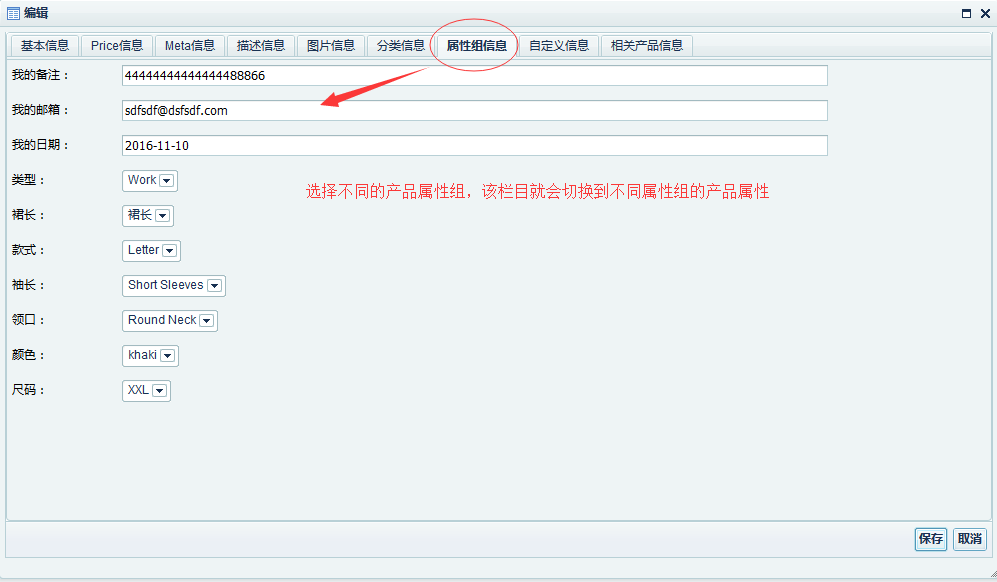 编辑
基本信息 Price信息 Meta信息 描述信息 图片信息 分类信息 属性组信息 自定义信息 相关产品信息
我的备注： 44444444444444488866
我的邮箱： sdfsdf@dsfsdf.com
我的日期： 2016-11-10
类型： Work
选择不同的产品属性组，该栏目就会切换到不同属性组的产品属性
裙长： 裙长
款式： Letter
袖长： Short Sleeves
领口： Round Neck
颜色： khaki
尺码： XXL
保存 取消